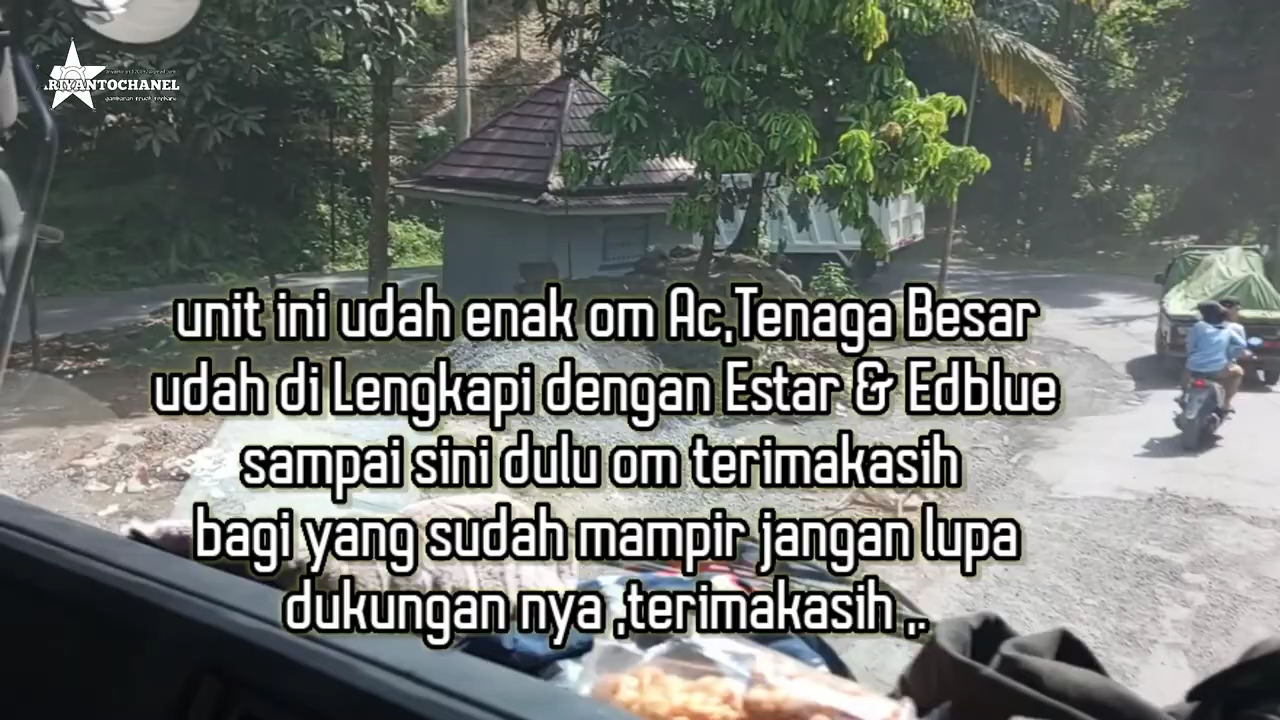 RIYANTOCHANEL
unit ini udah enak om Ac,Tenaga Besar
udah di Lengkapi dengan Estar & Edblue
sampai sini dulu om terimakasih
bagi yang sudah mampir jangan lupa
dukungan nya ,terimakasih ,.